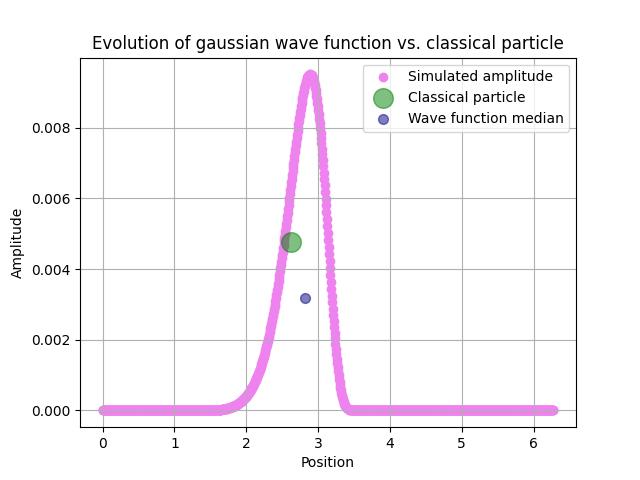 Evolution of gaussian wave function vs. classical particle
Simulated amplitude
Classical particle
Wave function median
Amplitude
0.008
0.006
0.004
0.002
0.000
0 1 2 3 4 5 6
Position